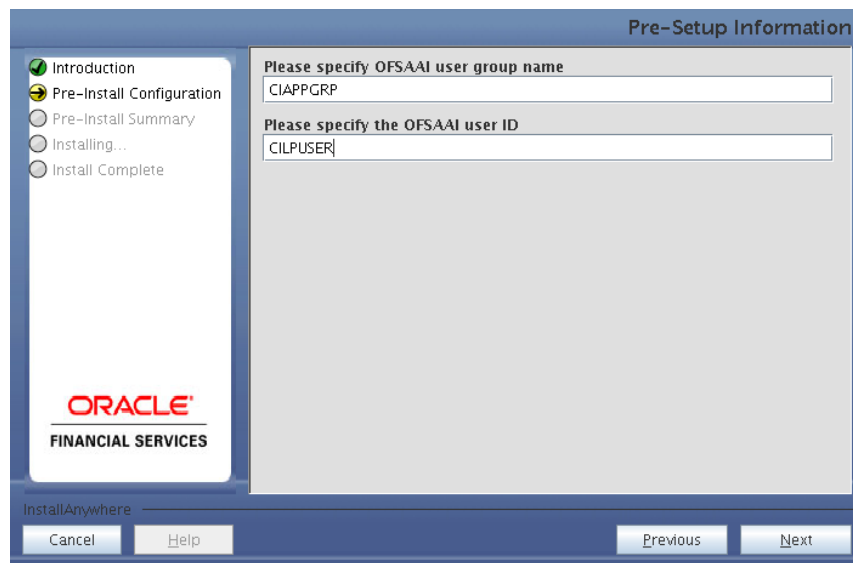 Pre-Setup Information
Introduction
Pre-Install Configuration
Pre-Install Summary
Installing...
Install Complete
ORACLE®
FINANCIAL SERVICES
Please specify OFSAAI user group name
CIAPPGRP
Please specify the OFSAAI user ID
CILPUSER
InstallAnywhere
Cancel
Help
Previous
Next